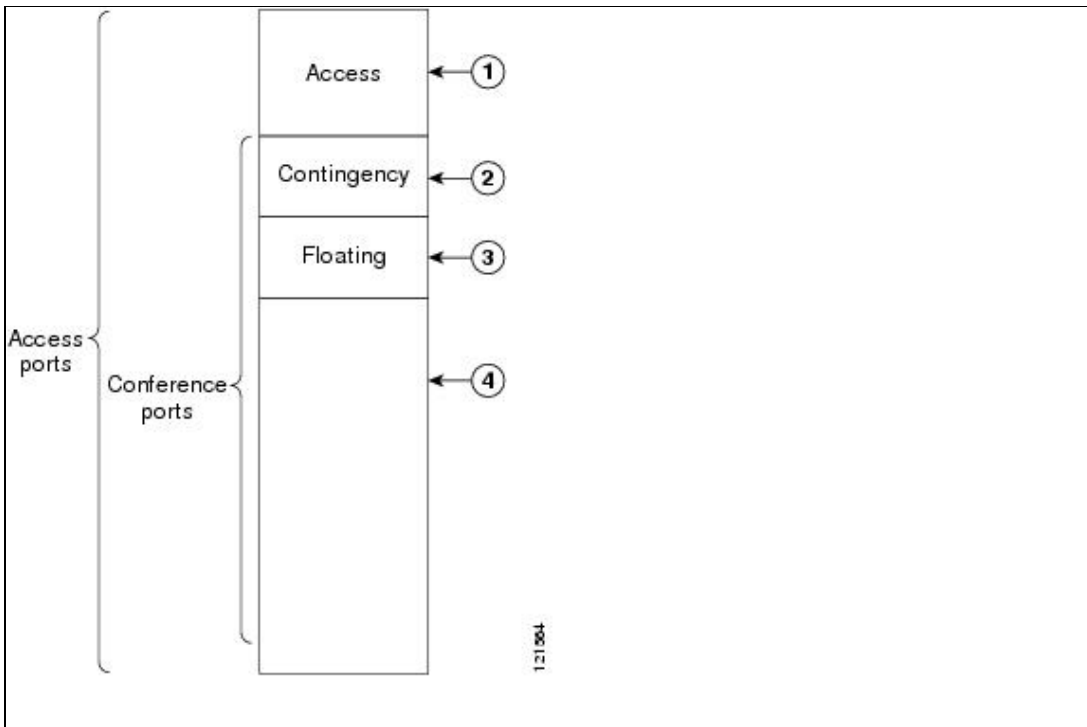 Access
1
Contingency
2
Floating
3
Access
ports
Conference
ports
4
121564